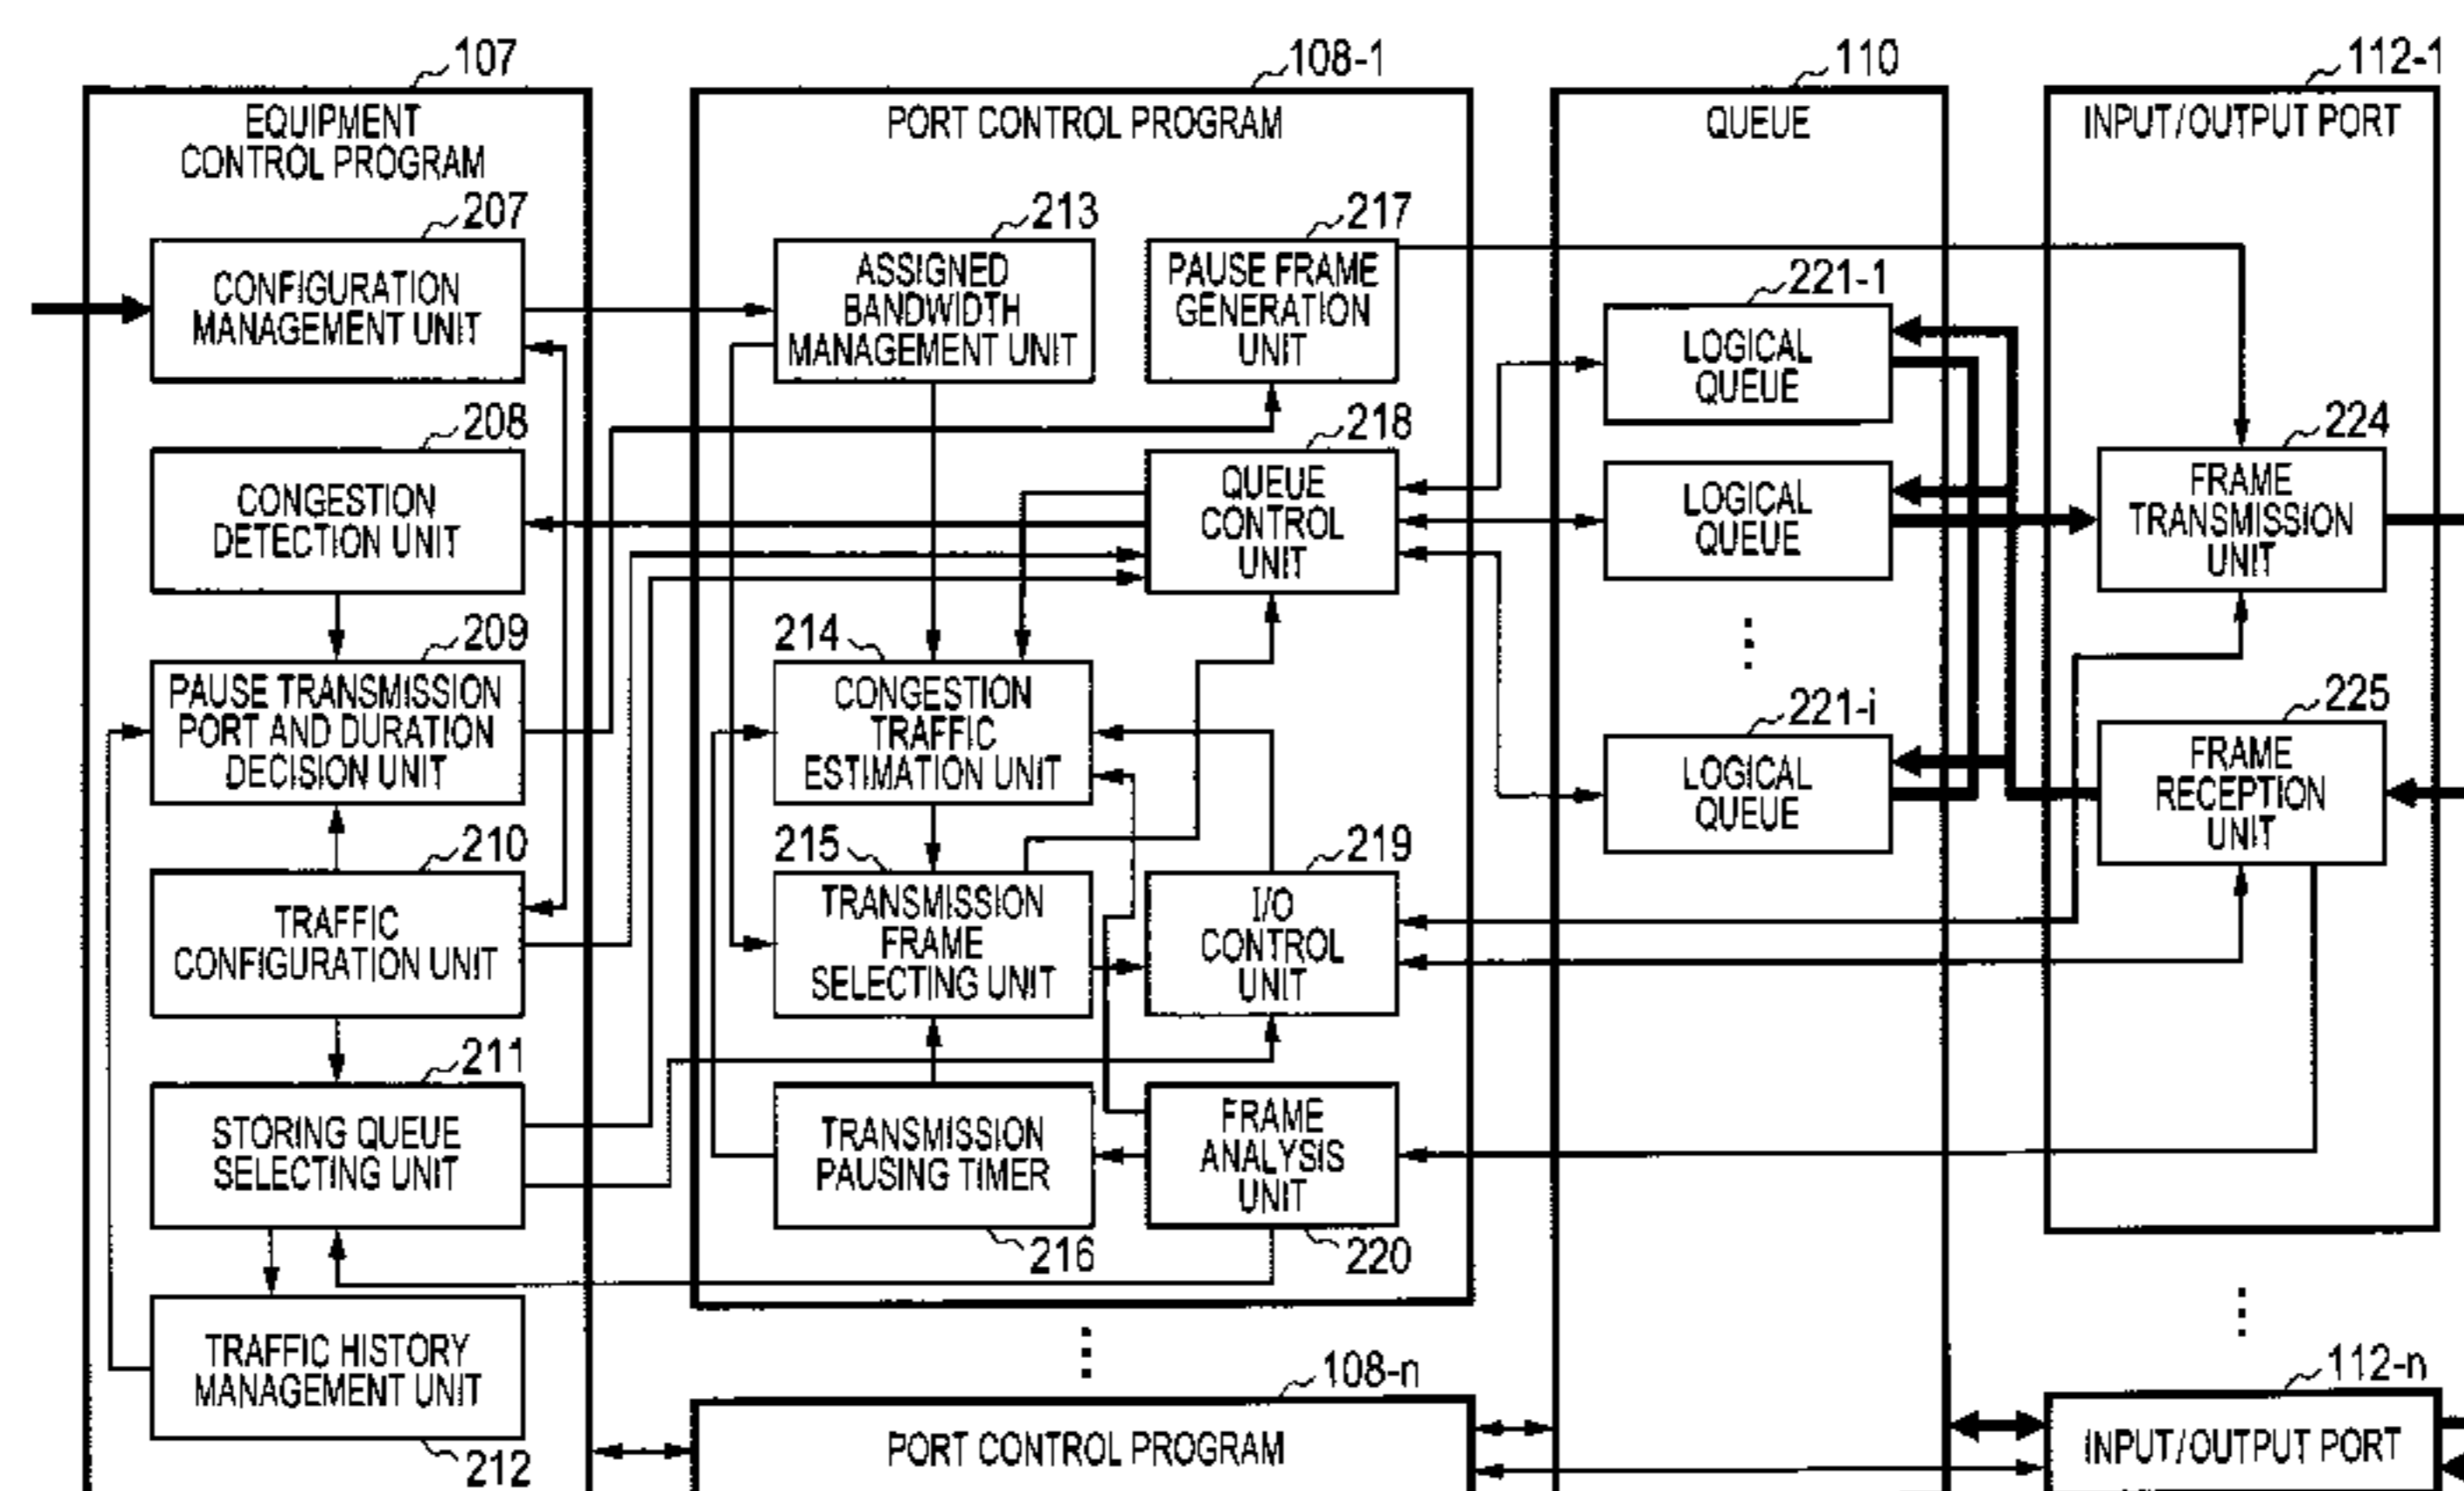 107
EQUIPMENT
CONTROL PROGRAM
207
CONFIGURATION
MANAGEMENT UNIT
208
CONGESTION
DETECTION UNIT
209
PAUSE TRANSMISSION
PORT AND DURATION
DECISION UNIT
210
TRAFFIC
CONFIGURATION UNIT
211
STORING QUEUE
SELECTING UNIT
TRAFFIC HISTORY
MANAGEMENT UNIT
212
108-1
PORT CONTROL PROGRAM
213
ASSIGNED
BANDWIDTH
MANAGEMENT UNIT
217
PAUSE FRAME
GENERATION
UNIT
218
QUEUE
CONTROL
UNIT
214
CONGESTION
TRAFFIC
ESTIMATION UNIT
215
TRANSMISSION
FRAME
SELECTING UNIT
219
I/O
CONTROL
UNIT
TRANSMISSION
PAUSING TIMER
216
FRAME
ANALYSIS
UNIT
220
108-n
PORT CONTROL PROGRAM
110
QUEUE
221-1
LOGICAL
QUEUE
LOGICAL
QUEUE
221-i
LOGICAL
QUEUE
112-1
INPUT/OUTPUT PORT
224
FRAME
TRANSMISSION
UNIT
225
FRAME
RECEPTION
UNIT
112-n
INPUT/OUTPUT PORT